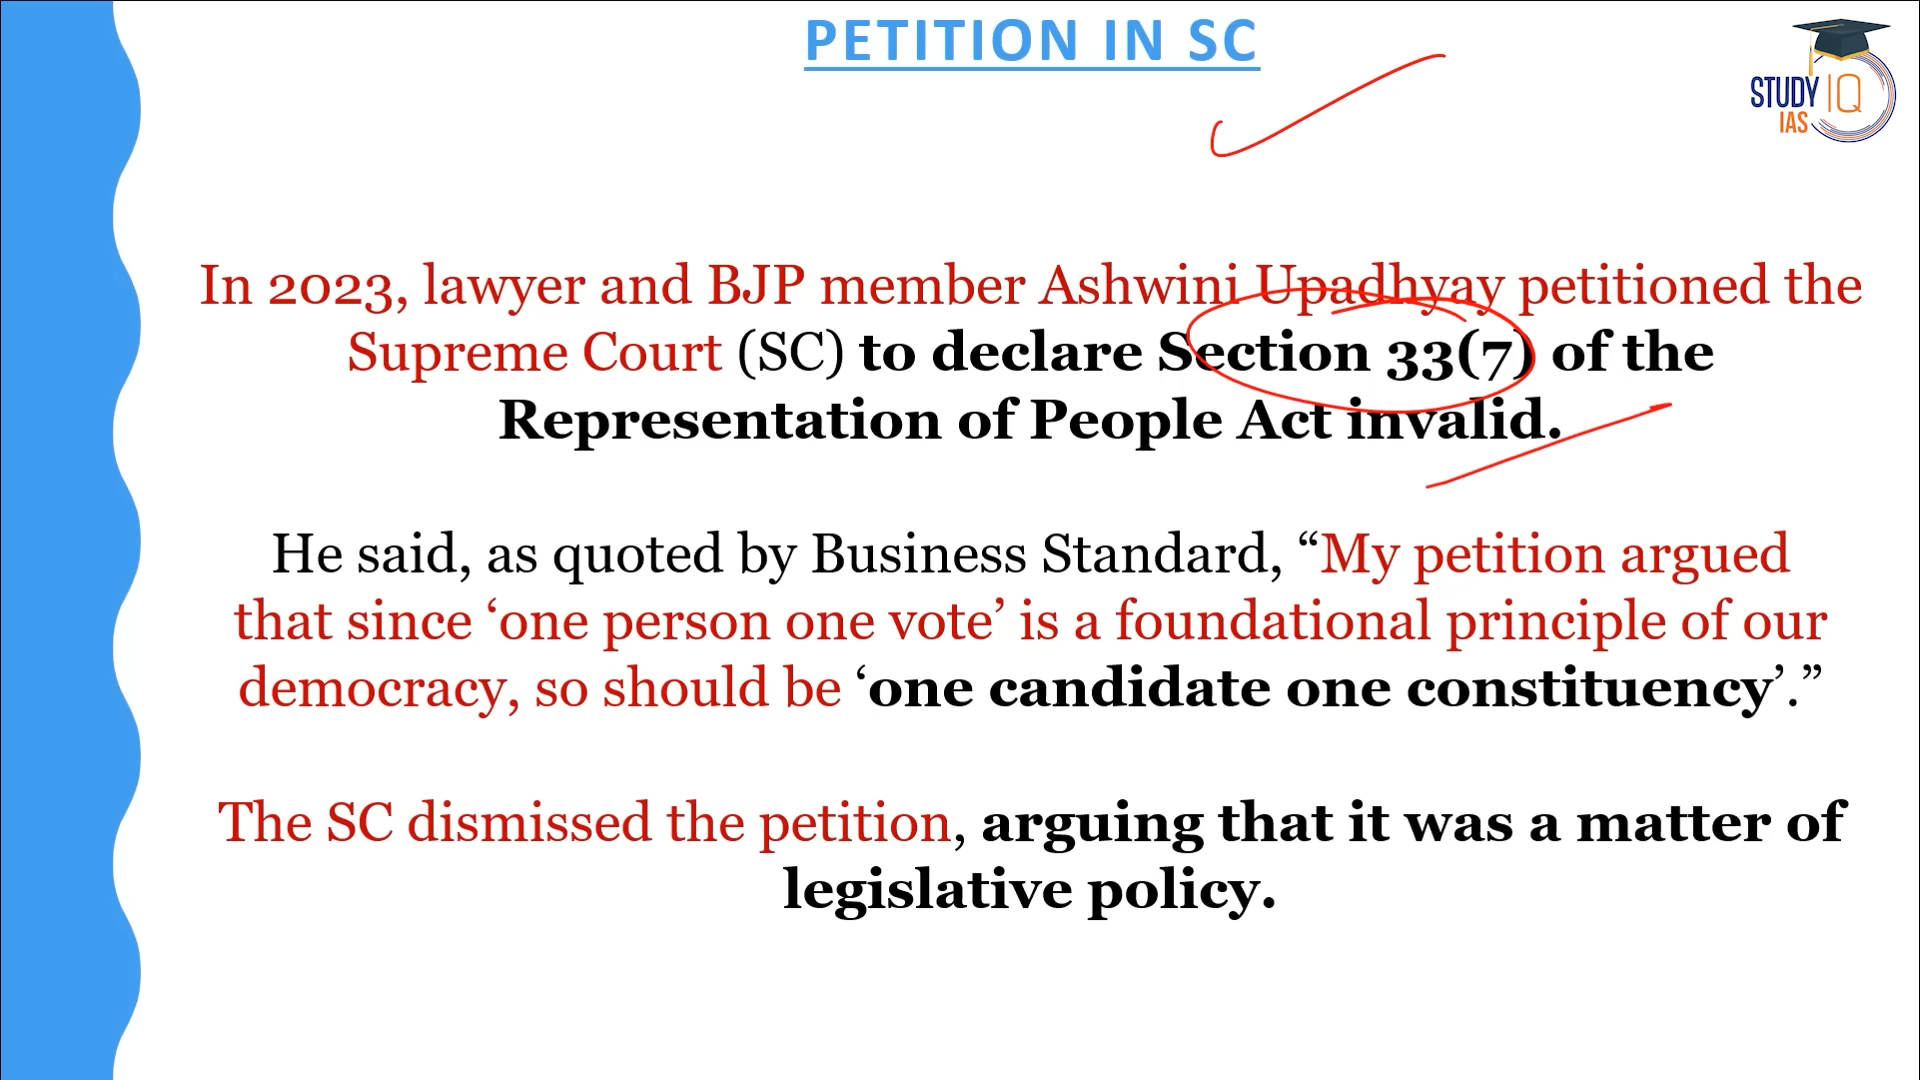 PETITION IN SC
STUDY IQ
IAS
In 2023, lawyer and BJP member Ashwini Upadhyay petitioned the
Supreme Court (SC) to declare Section 33(7) of the
Representation of People Act invalid.
He said, as quoted by Business Standard, “My petition argued
that since ‘one person one vote’ is a foundational principle of our
democracy, so should be ‘one candidate one constituency’.”
The SC dismissed the petition, arguing that it was a matter of
legislative policy.